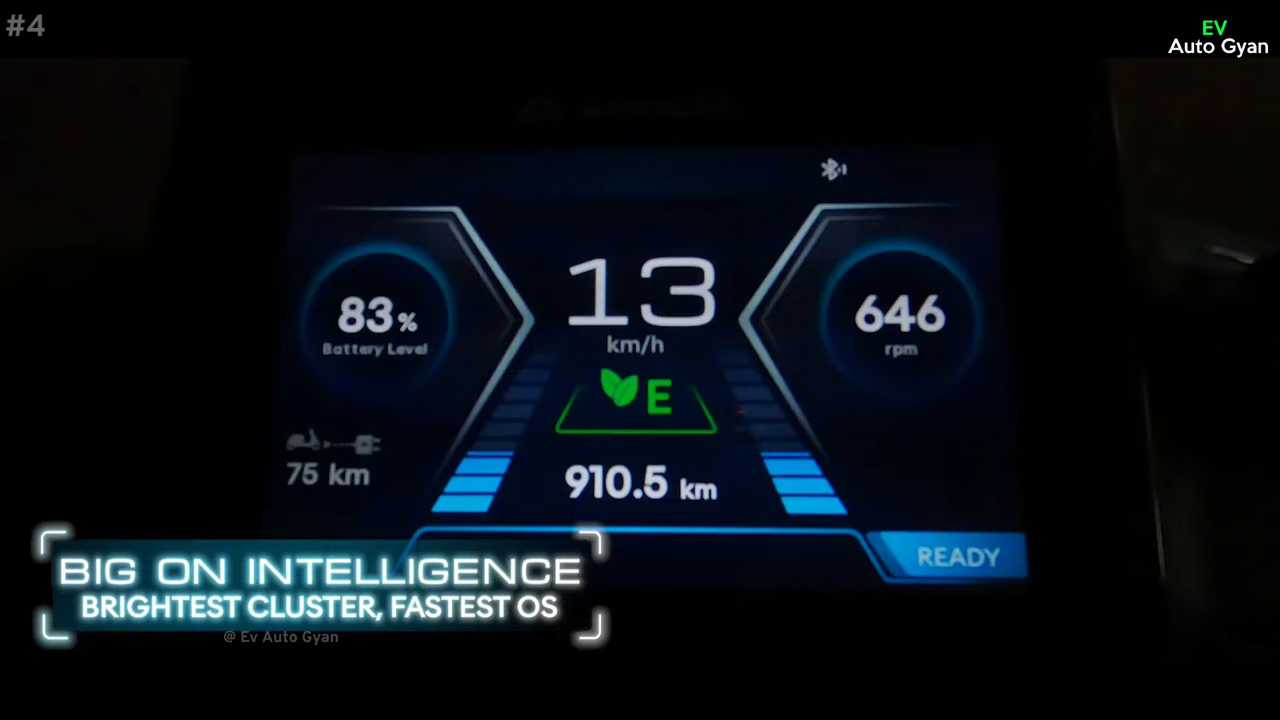 #4
EV
Auto Gyan
83%
Battery Level
13
km/h
646
rpm
E
75 km
910.5 km
READY
BIG ON INTELLIGENCE
BRIGHTEST CLUSTER, FASTEST OS
@ Ev Auto Gyan